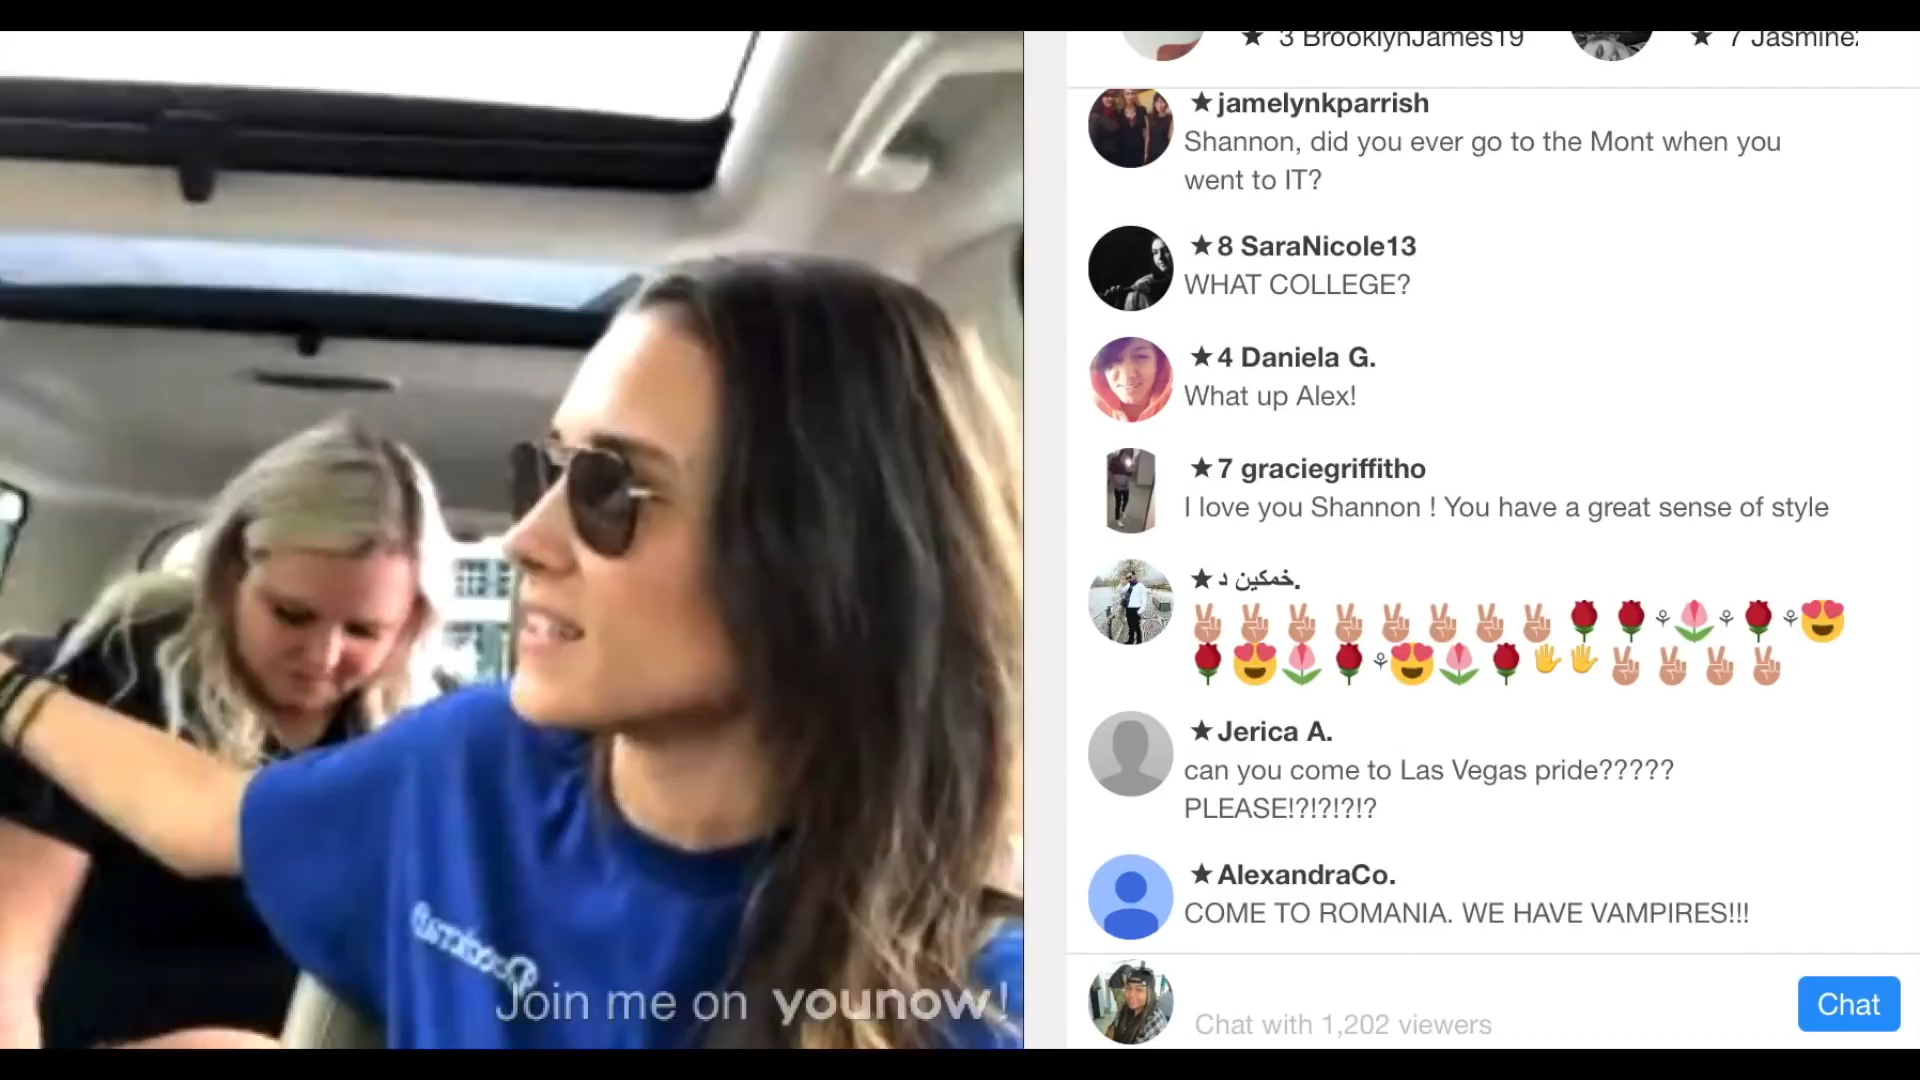 ★ 3 BrooklynJames19
★ 7 Jasmine
★ jamelynkparrish
Shannon, did you ever go to the Mont when you
went to IT?
★ 8 SaraNicole13
WHAT COLLEGE?
★ 4 Daniela G.
What up Alex!
★ 7 graciegriffitho
I love you Shannon ! You have a great sense of style
★ خمكين د.
★ Jerica A.
can you come to Las Vegas pride?????
PLEASE!?!?!?!?
★ AlexandraCo.
COME TO ROMANIA. WE HAVE VAMPIRES!!!
Chat with 1,202 viewers
Chat
Join me on younow!